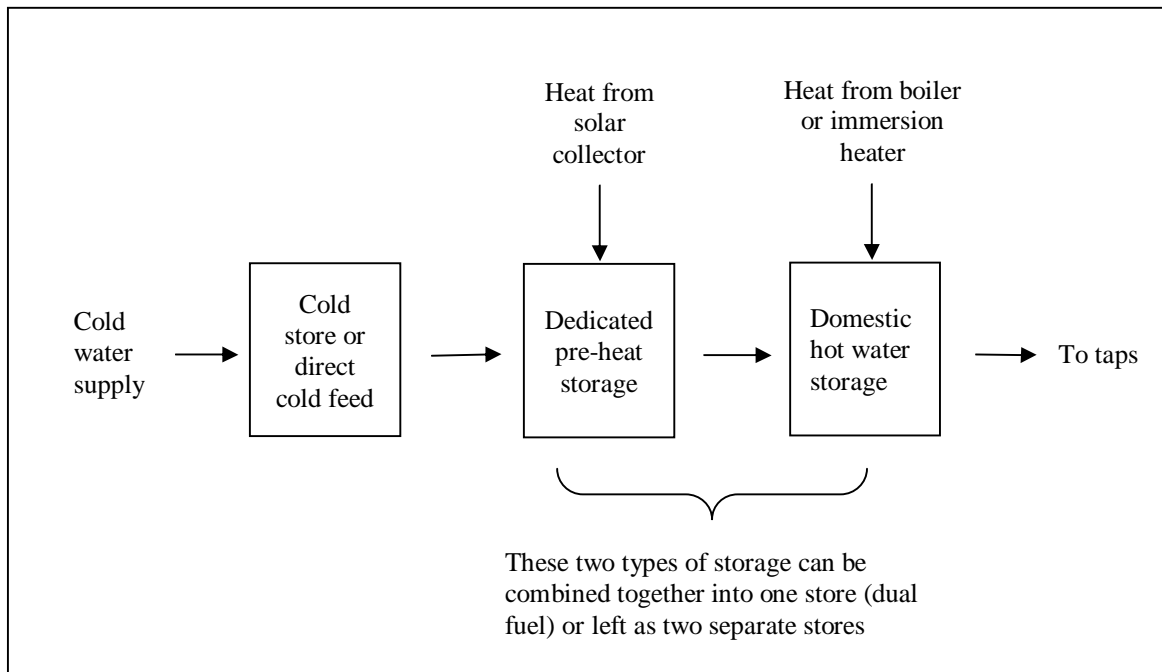 Heat from
solar
collector
Heat from boiler
or immersion
heater
Cold
water
supply
Cold
store or
direct
cold feed
Dedicated
pre-heat
storage
Domestic
hot water
storage
To taps
These two types of storage can be
combined together into one store (dual
fuel) or left as two separate stores